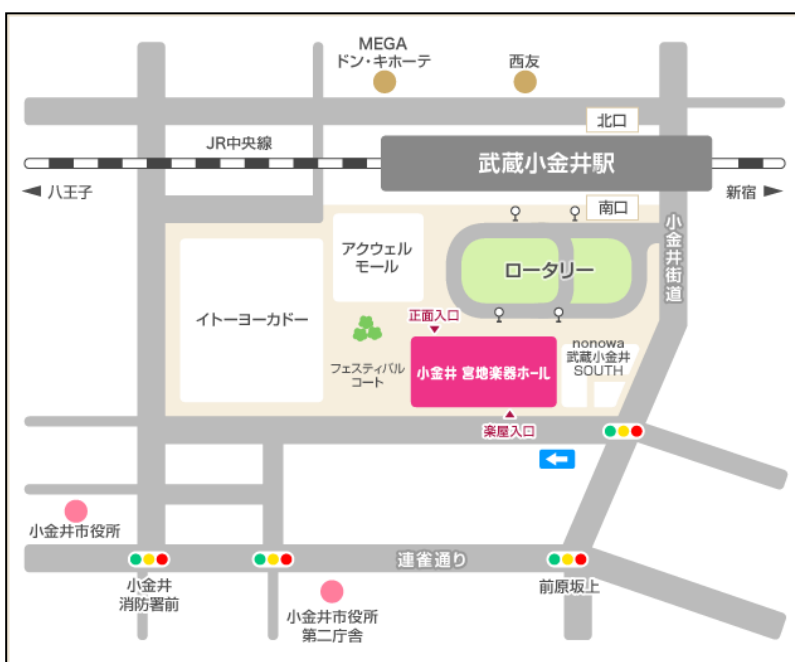 MEGA
ドン・キホーテ
西友
北口
JR中央線
武蔵小金井駅
八王子
新宿
南口
小金井街道
アクウェル
モール
ロータリー
イトーヨーカドー
正面入口
nonowa
武蔵小金井
SOUTH
フェスティバル
コート
小金井 宮地楽器ホール
楽屋入口
小金井市役所
連雀通り
小金井
消防署前
前原坂上
小金井市役所
第二庁舎